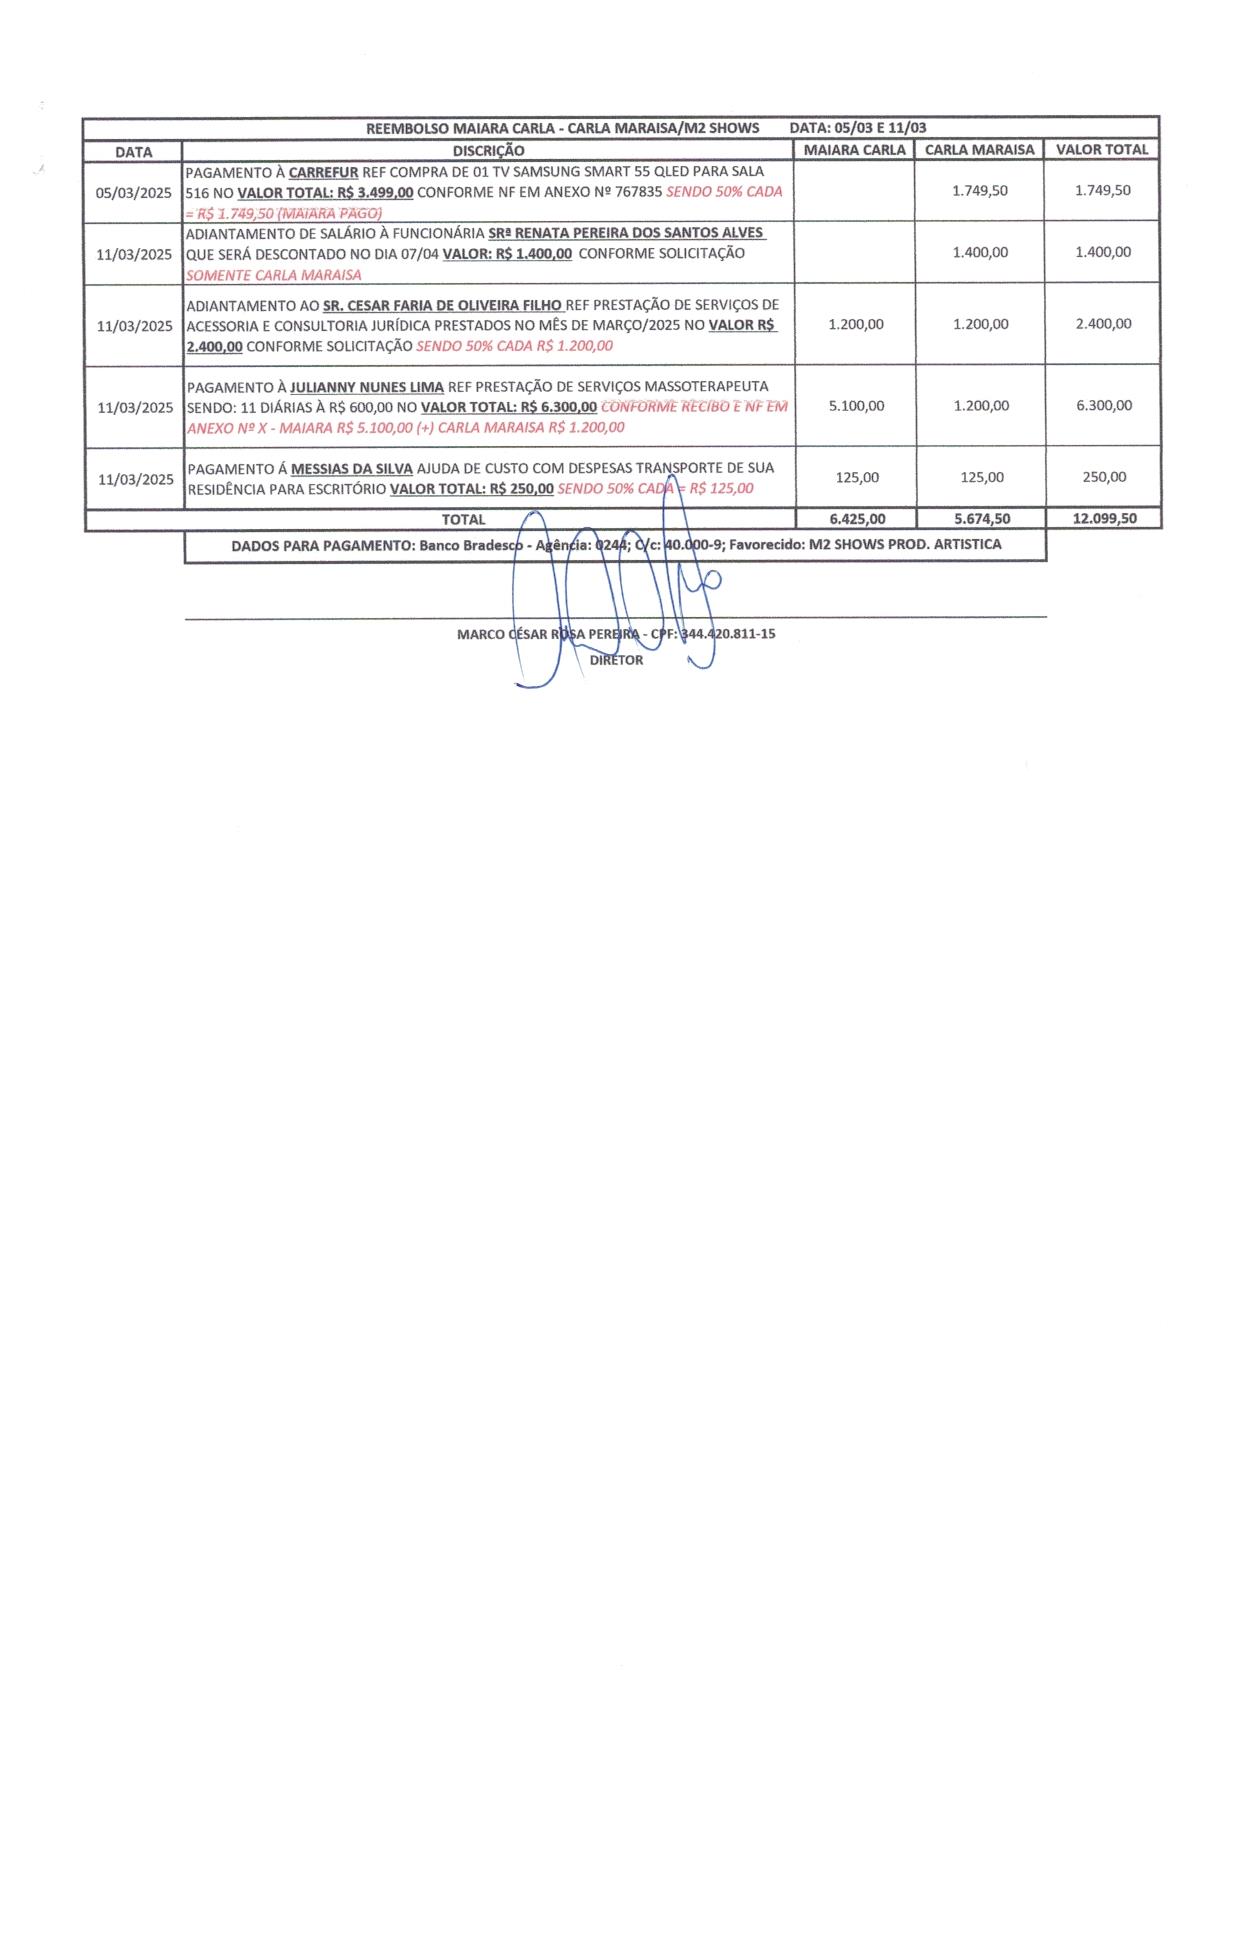 REEMBOLSO MAIARA CARLA - CARLA MARAISA/M2 SHOWS DATA: 05/03 E 11/03
DATA DISCRIÇÃO MAIARA CARLA CARLA MARAISA VALOR TOTAL
PAGAMENTO À CARREFUR REF COMPRA DE 01 TV SAMSUNG SMART 55 QLED PARA SALA
05/03/2025 516 NO VALOR TOTAL: R$ 3.499,00 CONFORME NF EM ANEXO Nº 767835 SENDO 50% CADA 1.749,50 1.749,50
= R$ 1.749,50 (MAIARA PAGO)
ADIANTAMENTO DE SALÁRIO À FUNCIONÁRIA SRª RENATA PEREIRA DOS SANTOS ALVES
11/03/2025 QUE SERÁ DESCONTADO NO DIA 07/04 VALOR: R$ 1.400,00 CONFORME SOLICITAÇÃO 1.400,00 1.400,00
SOMENTE CARLA MARAISA
ADIANTAMENTO AO SR. CESAR FARIA DE OLIVEIRA FILHO REF PRESTAÇÃO DE SERVIÇOS DE
11/03/2025 ACESSORIA E CONSULTORIA JURÍDICA PRESTADOS NO MÊS DE MARÇO/2025 NO VALOR R$ 1.200,00 1.200,00 2.400,00
2.400,00 CONFORME SOLICITAÇÃO SENDO 50% CADA R$ 1.200,00
PAGAMENTO À JULIANNY NUNES LIMA REF PRESTAÇÃO DE SERVIÇOS MASSOTERAPEUTA
11/03/2025 SENDO: 11 DIÁRIAS À R$ 600,00 NO VALOR TOTAL: R$ 6.300,00 CONFORME RECIBO E NF EM 5.100,00 1.200,00 6.300,00
ANEXO Nº X - MAIARA R$ 5.100,00 (+) CARLA MARAISA R$ 1.200,00
PAGAMENTO Á MESSIAS DA SILVA AJUDA DE CUSTO COM DESPESAS TRANSPORTE DE SUA
11/03/2025 RESIDÊNCIA PARA ESCRITÓRIO VALOR TOTAL: R$ 250,00 SENDO 50% CADA = R$ 125,00 125,00 125,00 250,00
TOTAL 6.425,00 5.674,50 12.099,50
DADOS PARA PAGAMENTO: Banco Bradesco - Agência: 0244; C/c: 40.000-9; Favorecido: M2 SHOWS PROD. ARTISTICA
MARCO CÉSAR ROSA PEREIRA - CPF: 344.420.811-15
DIRETOR